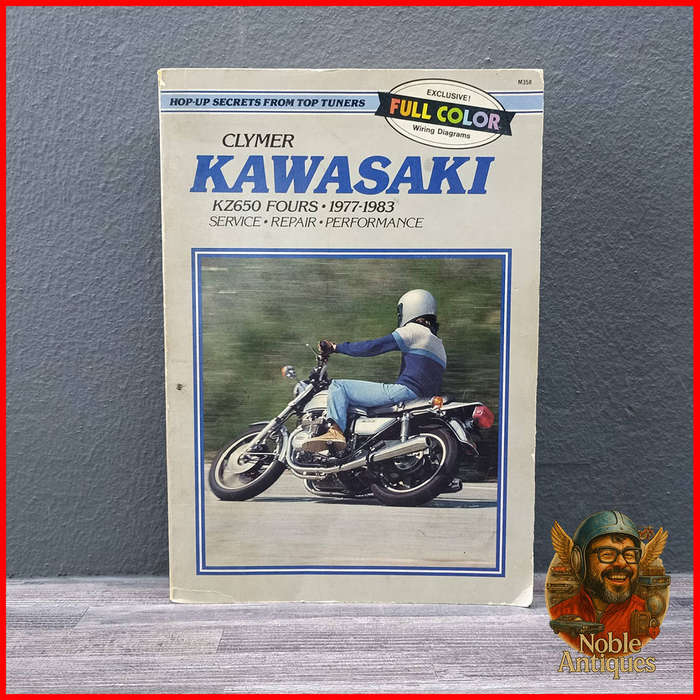 M358
HOP-UP SECRETS FROM TOP TUNERS
EXCLUSIVE!
FULL COLOR
Wiring Diagrams
CLYMER
KAWASAKI
KZ650 FOURS • 1977-1983
SERVICE • REPAIR • PERFORMANCE
Noble
Antiques